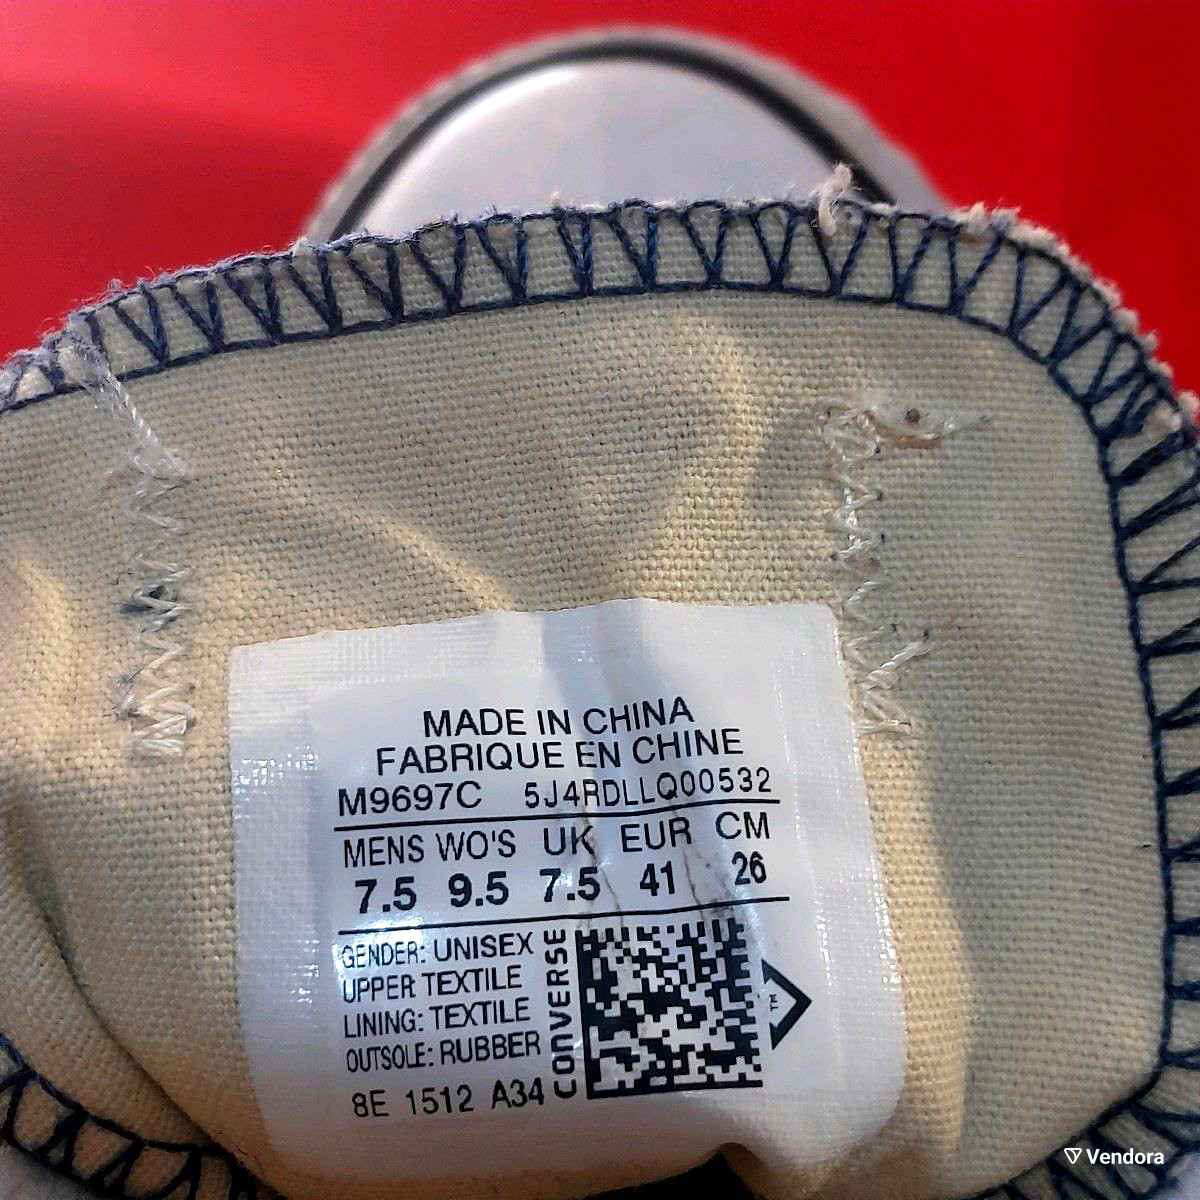 MADE IN CHINA
FABRIQUE EN CHINE
M9697C 5J4RDLLQ00532
MENS WO'S UK EUR CM
7.5 9.5 7.5 41 26
GENDER: UNISEX
UPPER TEXTILE
LINING: TEXTILE
OUTSOLE: RUBBER
8E 1512 A34
CONVERSE
TM
Vendora